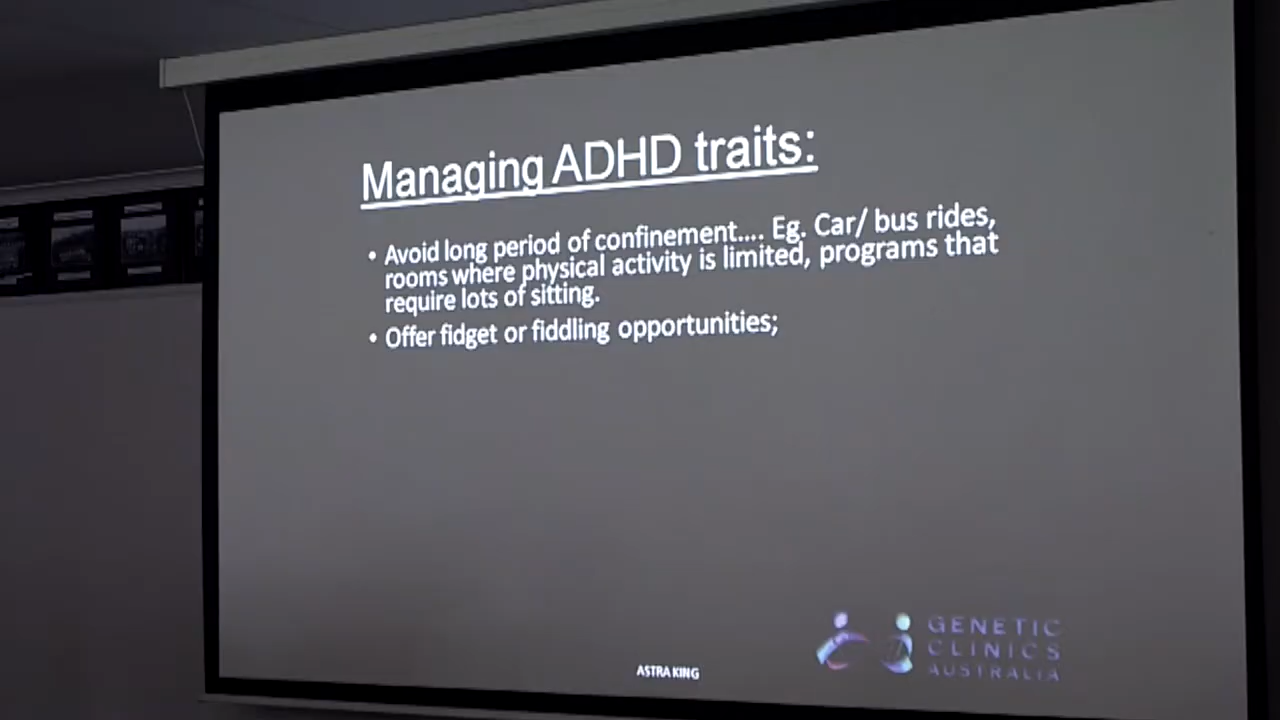 Managing ADHD traits:
• Avoid long period of confinement.... Eg. Car/ bus rides,
rooms where physical activity is limited, programs that
require lots of sitting.
• Offer fidget or fiddling opportunities;
GENETIC
CLINICS
AUSTRALIA
ASTRA KING